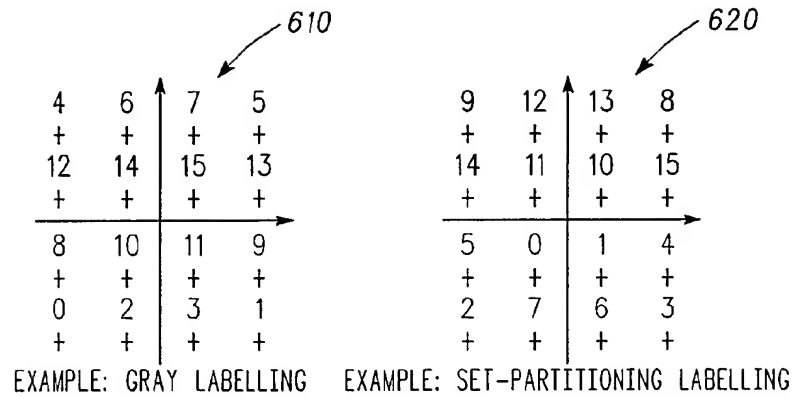 610
620
4 6 7 5
9 12 13 8
+ + + +
+ + + +
12 14 15 13
14 11 10 15
+ + + +
+ + + +
8 10 11 9
5 0 1 4
+ + + +
+ + + +
0 2 3 1
2 7 6 3
+ + + +
+ + + +
EXAMPLE: GRAY LABELLING
EXAMPLE: SET-PARTITIONING LABELLING